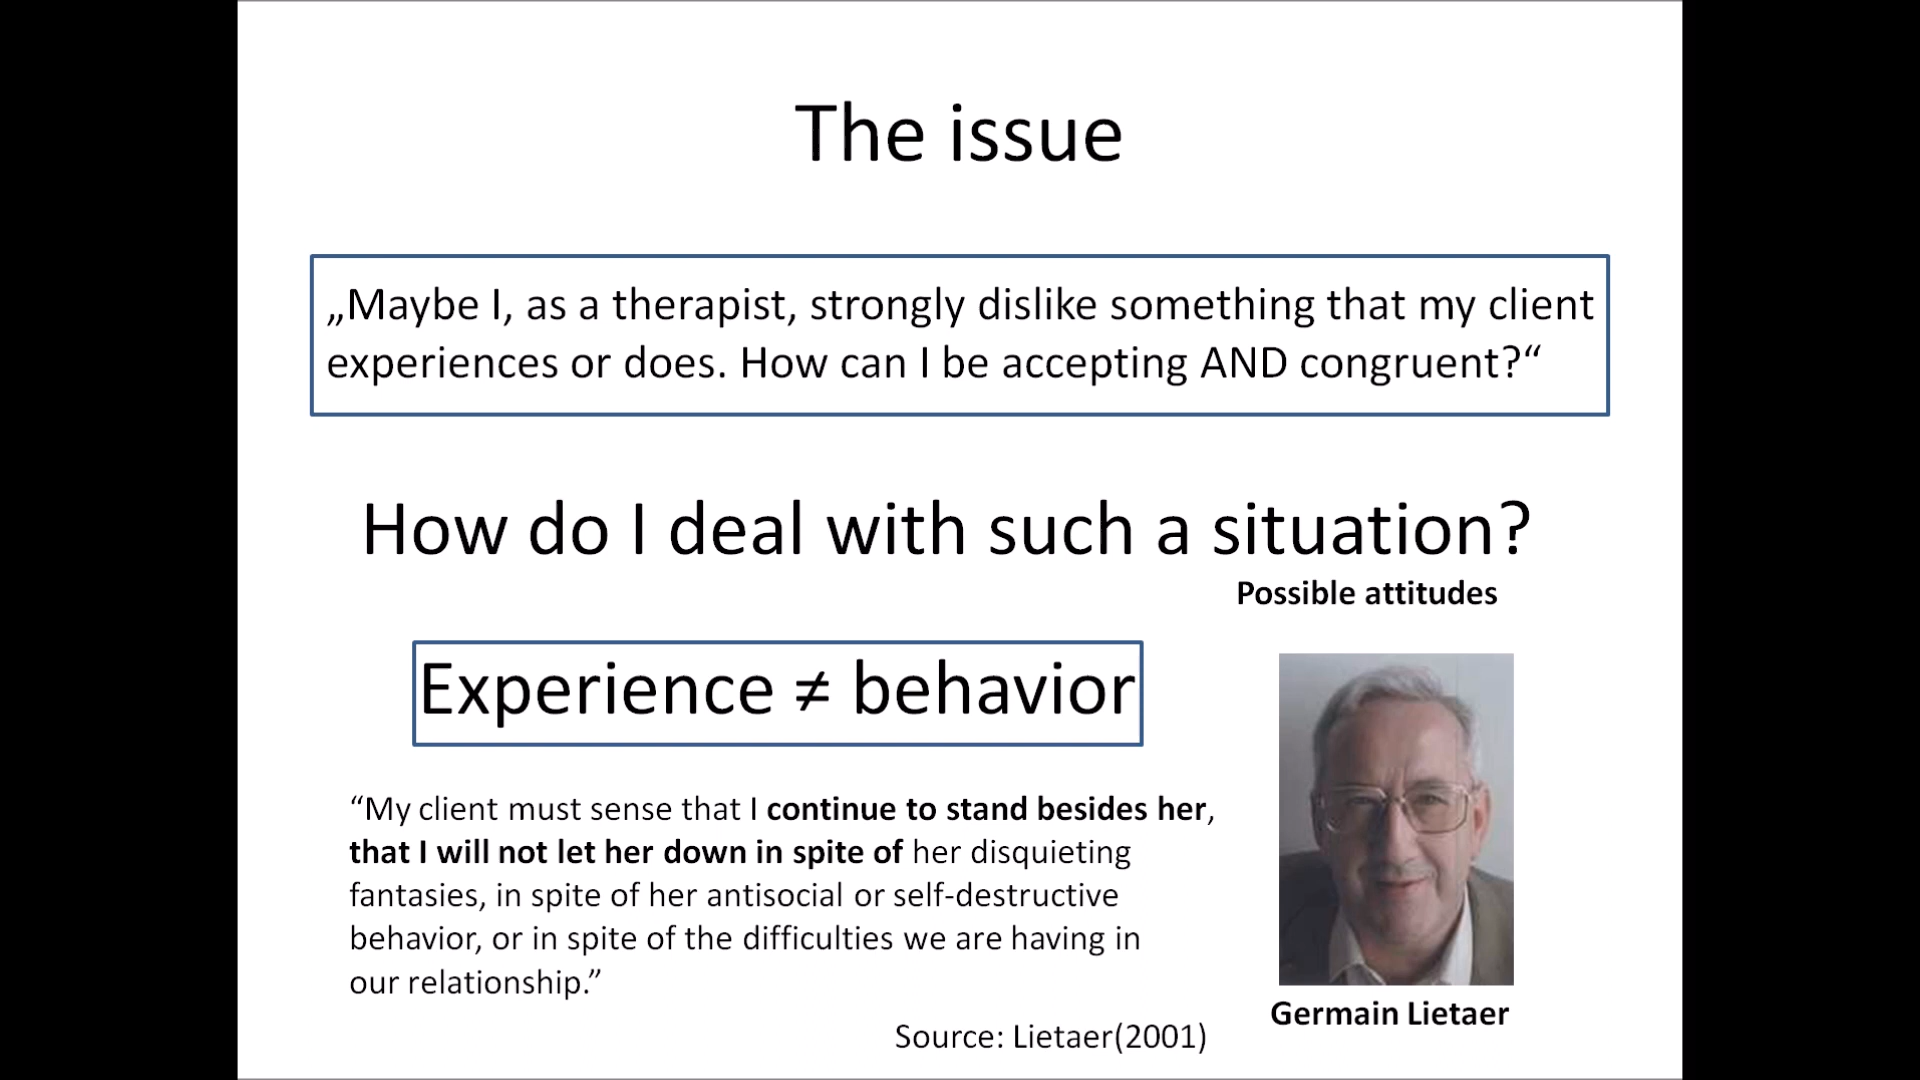 The issue
„Maybe I, as a therapist, strongly dislike something that my client
experiences or does. How can I be accepting AND congruent?“
How do I deal with such a situation?
Possible attitudes
Experience ≠ behavior
“My client must sense that I continue to stand besides her,
that I will not let her down in spite of her disquieting
fantasies, in spite of her antisocial or self-destructive
behavior, or in spite of the difficulties we are having in
our relationship.”
Germain Lietaer
Source: Lietaer(2001)